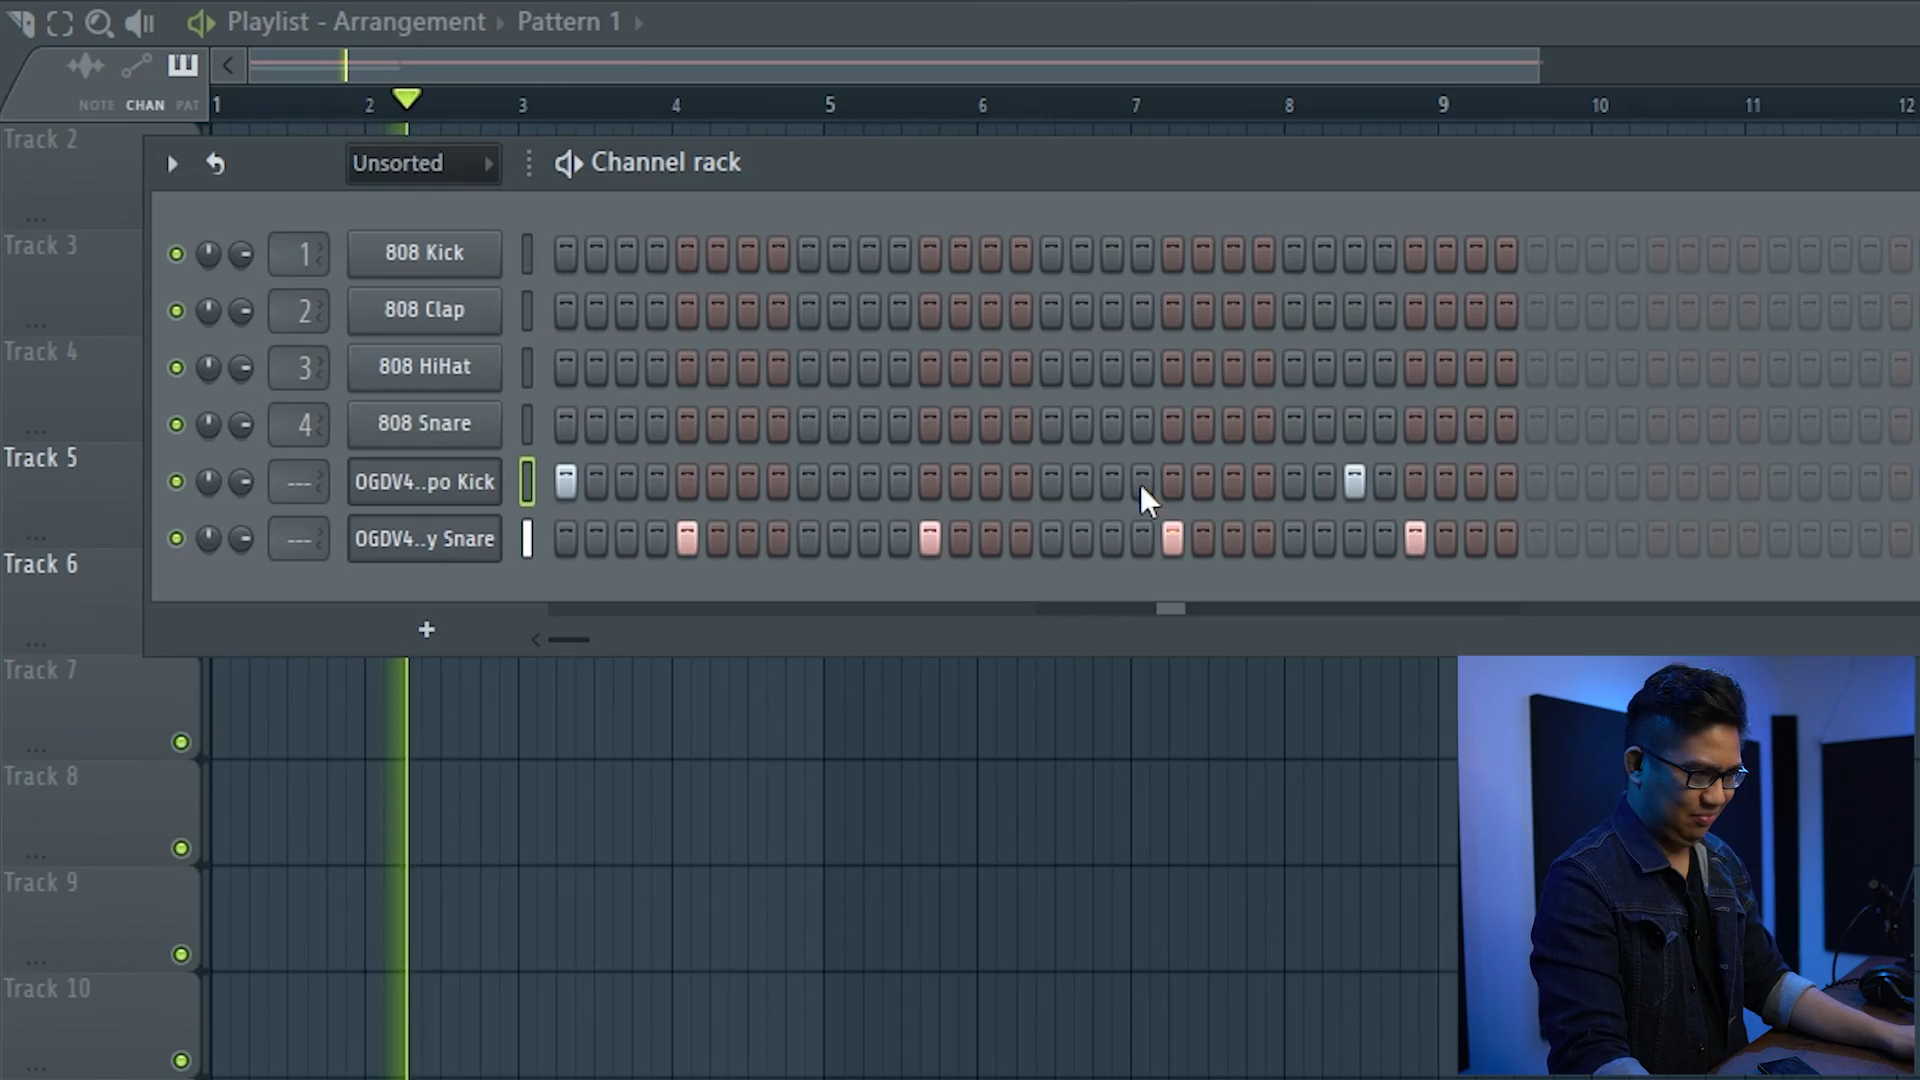 Playlist - Arrangement ▸ Pattern 1 ▸
NOTE CHAN PAT
1 2 3 4 5 6 7 8 9 10 11 12
Track 2
Unsorted
Channel rack
Track 3
1 808 Kick
2 808 Clap
Track 4
3 808 HiHat
4 808 Snare
Track 5
--- OGDV4..po Kick
--- OGDV4..y Snare
Track 6
+
Track 7
Track 8
Track 9
Track 10